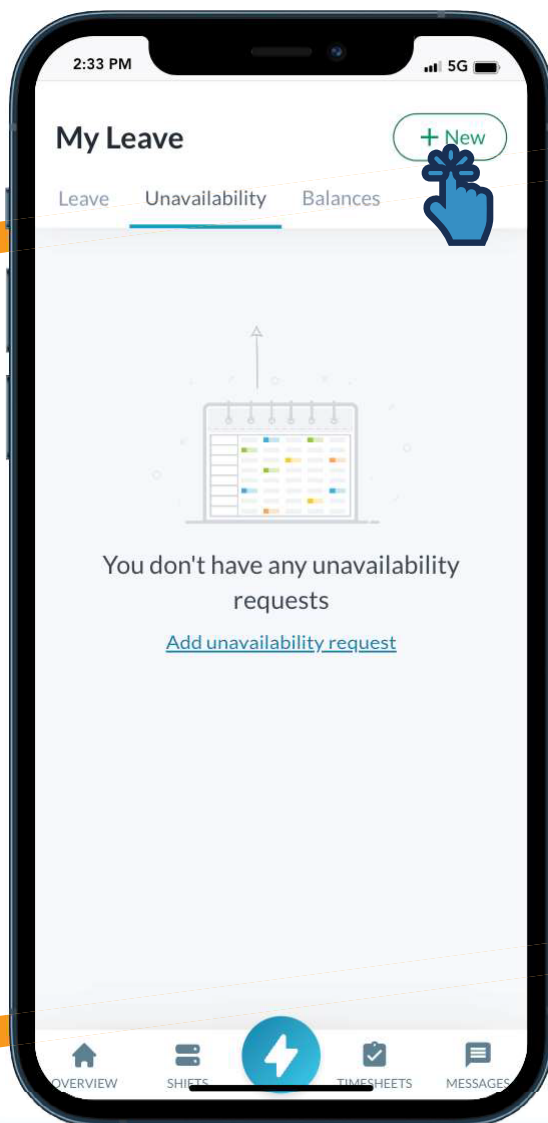 2:33 PM
5G
My Leave
+ New
Leave Unavailability Balances
You don't have any unavailability
requests
Add unavailability request
OVERVIEW SHIFTS TIMESHEETS MESSAGES